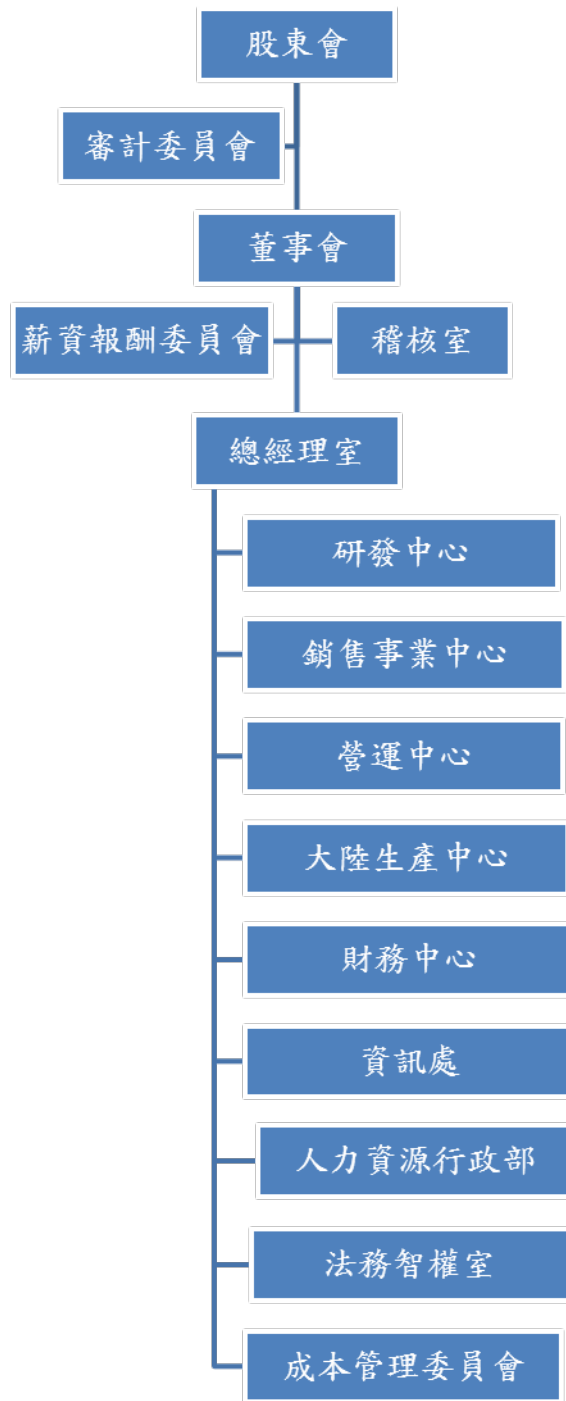 股東會
審計委員會
董事會
薪資報酬委員會
稽核室
總經理室
研發中心
銷售事業中心
營運中心
大陸生產中心
財務中心
資訊處
人力資源行政部
法務智權室
成本管理委員會